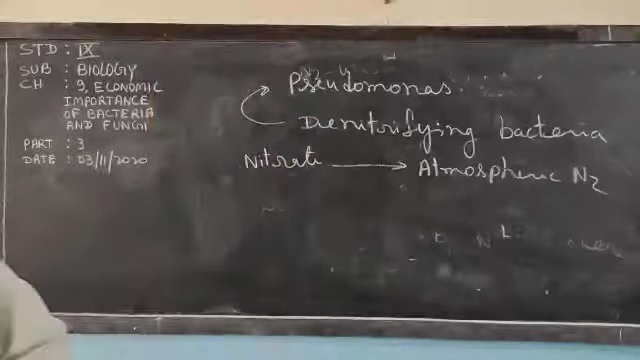 STD : IX
SUB : BIOLOGY
CH : 9, ECONOMIC
IMPORTANCE
OF BACTERIA
AND FUNGI
PART : 3
DATE : 03/11/2020
Pseudomonas.
Dienitrifying bacteria
Nitrate → Atmospheric N2